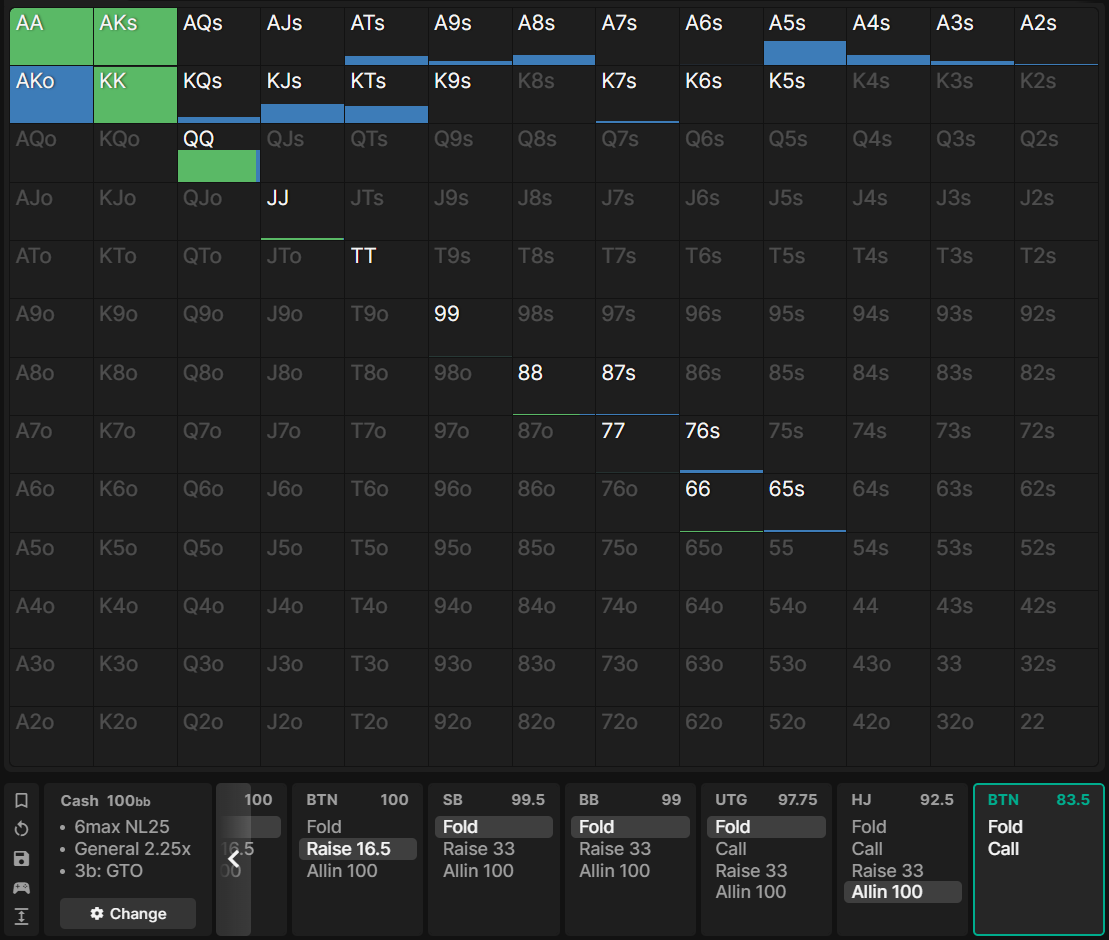 AA AKs AQs AJs ATs A9s A8s A7s A6s A5s A4s A3s A2s
AKo KK KQs KJs KTs K9s K8s K7s K6s K5s K4s K3s K2s
AQo KQo QQ QJs QTs Q9s Q8s Q7s Q6s Q5s Q4s Q3s Q2s
AJo KJo QJo JJ JTs J9s J8s J7s J6s J5s J4s J3s J2s
ATo KTo QTo JTo TT T9s T8s T7s T6s T5s T4s T3s T2s
A9o K9o Q9o J9o T9o 99 98s 97s 96s 95s 94s 93s 92s
A8o K8o Q8o J8o T8o 98o 88 87s 86s 85s 84s 83s 82s
A7o K7o Q7o J7o T7o 97o 87o 77 76s 75s 74s 73s 72s
A6o K6o Q6o J6o T6o 96o 86o 76o 66 65s 64s 63s 62s
A5o K5o Q5o J5o T5o 95o 85o 75o 65o 55 54s 53s 52s
A4o K4o Q4o J4o T4o 94o 84o 74o 64o 54o 44 43s 42s
A3o K3o Q3o J3o T3o 93o 83o 73o 63o 53o 43o 33 32s
A2o K2o Q2o J2o T2o 92o 82o 72o 62o 52o 42o 32o 22
Cash 100bb
• 6max NL25
• General 2.25x
• 3b: GTO
Change
100
16.5
00
BTN 100
Fold
Raise 16.5
Allin 100
SB 99.5
Fold
Raise 33
Allin 100
BB 99
Fold
Raise 33
Allin 100
UTG 97.75
Fold
Call
Raise 33
Allin 100
HJ 92.5
Fold
Call
Raise 33
Allin 100
BTN 83.5
Fold
Call